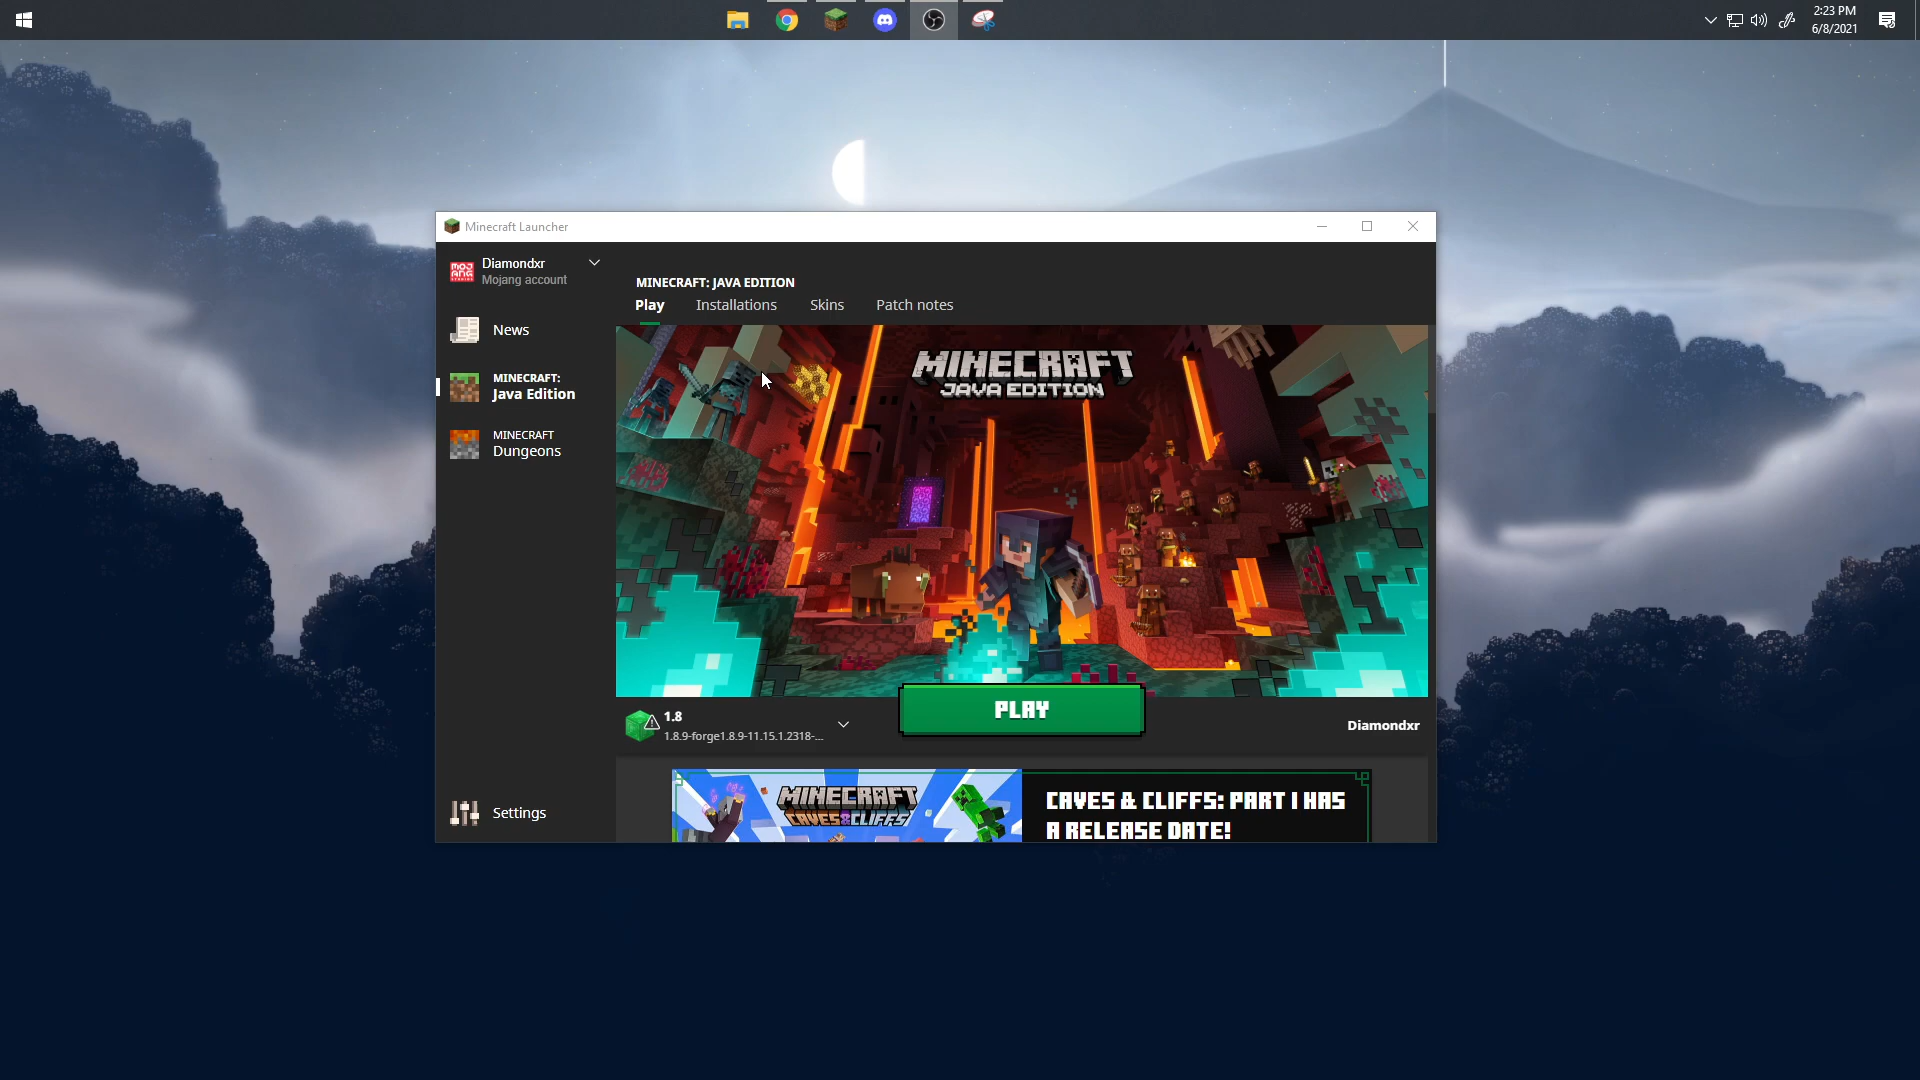 2:23 PM
6/8/2021
Minecraft Launcher
MOJANG
Diamondxr
Mojang account
News
MINECRAFT:
Java Edition
MINECRAFT
Dungeons
Settings
MINECRAFT: JAVA EDITION
Play Installations Skins Patch notes
MINECRAFT
JAVA EDITION
1.8
1.8.9-forge1.8.9-11.15.1.2318-...
PLAY
Diamondxr
MINECRAFT
CAVES & CLIFFS
CAVES & CLIFFS: PART I HAS
A RELEASE DATE!